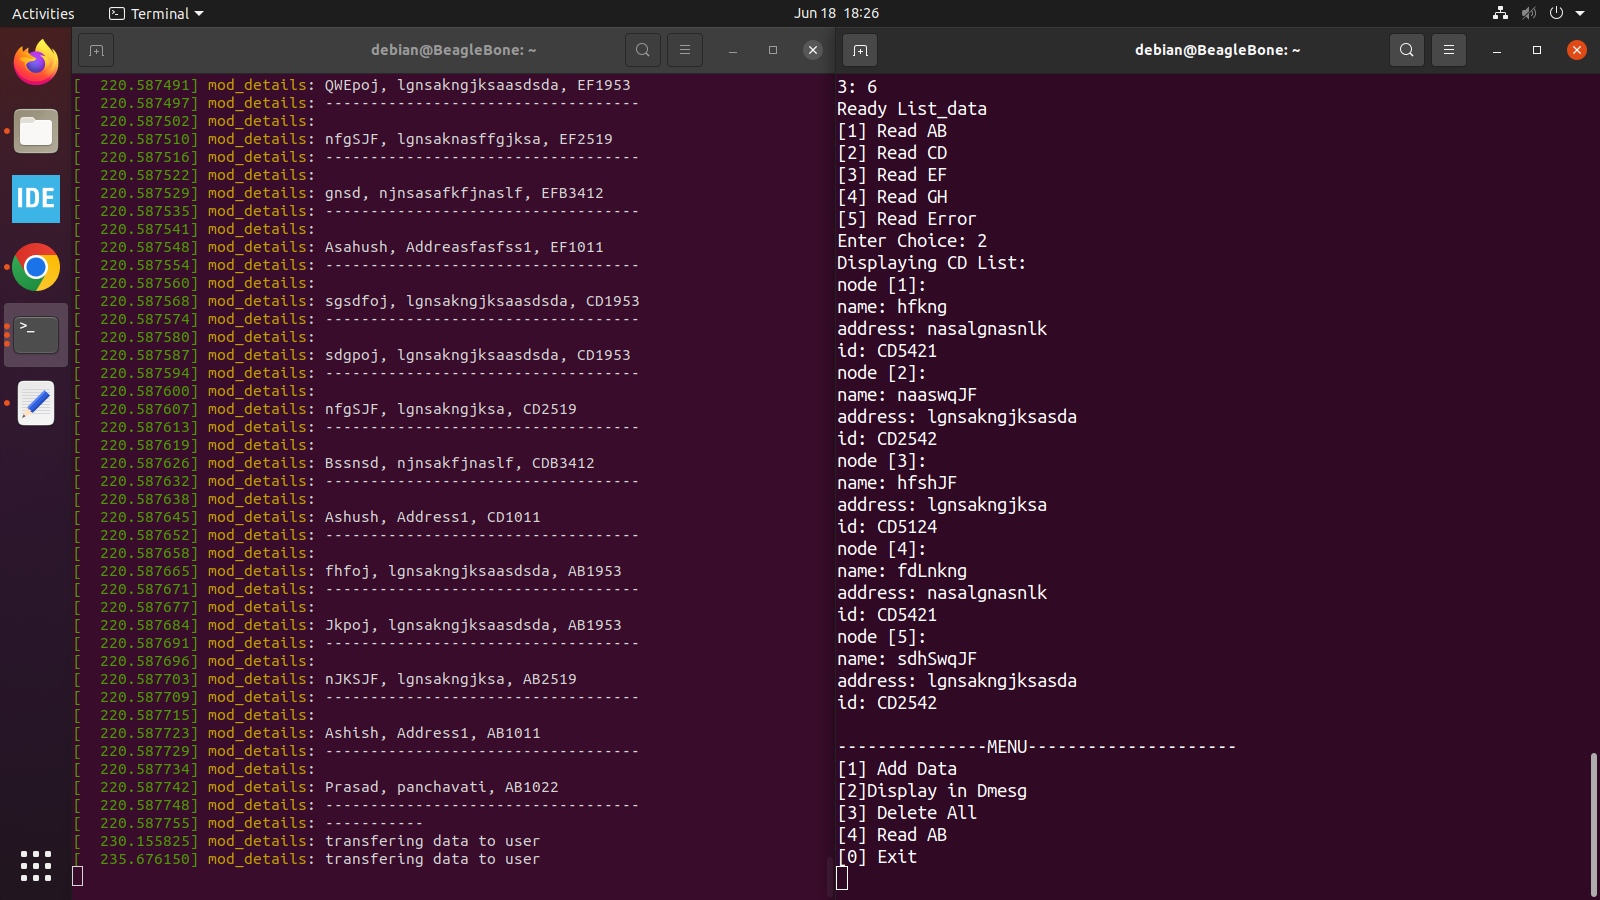 Activities
Terminal
Jun 18 18:26
debian@BeagleBone: ~
[  220.587491] mod_details: QWEpoj, lgnsakngjksaasdsda, EF1953
[  220.587497] mod_details: -----------------------------------
[  220.587502] mod_details:
[  220.587510] mod_details: nfgSJF, lgnsaknasffgjksa, EF2519
[  220.587516] mod_details: -----------------------------------
[  220.587522] mod_details:
[  220.587529] mod_details: gnsd, njnsasafkfjnaslf, EFB3412
[  220.587535] mod_details: -----------------------------------
[  220.587541] mod_details:
[  220.587548] mod_details: Asahush, Addreasfasfss1, EF1011
[  220.587554] mod_details: -----------------------------------
[  220.587560] mod_details:
[  220.587568] mod_details: sgsdfoj, lgnsakngjksaasdsda, CD1953
[  220.587574] mod_details: -----------------------------------
[  220.587580] mod_details:
[  220.587587] mod_details: sdgpoj, lgnsakngjksaasdsda, CD1953
[  220.587594] mod_details: -----------------------------------
[  220.587600] mod_details:
[  220.587607] mod_details: nfgSJF, lgnsakngjksa, CD2519
[  220.587613] mod_details: -----------------------------------
[  220.587619] mod_details:
[  220.587626] mod_details: Bssnsd, njnsakfjnaslf, CDB3412
[  220.587632] mod_details: -----------------------------------
[  220.587638] mod_details:
[  220.587645] mod_details: Ashush, Address1, CD1011
[  220.587652] mod_details: -----------------------------------
[  220.587658] mod_details:
[  220.587665] mod_details: fhfoj, lgnsakngjksaasdsda, AB1953
[  220.587671] mod_details: -----------------------------------
[  220.587677] mod_details:
[  220.587684] mod_details: Jkpoj, lgnsakngjksaasdsda, AB1953
[  220.587691] mod_details: -----------------------------------
[  220.587696] mod_details:
[  220.587703] mod_details: nJKSJF, lgnsakngjksa, AB2519
[  220.587709] mod_details: -----------------------------------
[  220.587715] mod_details:
[  220.587723] mod_details: Ashish, Address1, AB1011
[  220.587729] mod_details: -----------------------------------
[  220.587734] mod_details:
[  220.587742] mod_details: Prasad, panchavati, AB1022
[  220.587748] mod_details: -----------------------------------
[  220.587755] mod_details: -----------
[  230.155825] mod_details: transfering data to user
[  235.676150] mod_details: transfering data to user
debian@BeagleBone: ~
3: 6
Ready List_data
[1] Read AB
[2] Read CD
[3] Read EF
[4] Read GH
[5] Read Error
Enter Choice: 2
Displaying CD List:
node [1]:
name: hfkng
address: nasalgnasnlk
id: CD5421
node [2]:
name: naaswqJF
address: lgnsakngjksasda
id: CD2542
node [3]:
name: hfshJF
address: lgnsakngjksa
id: CD5124
node [4]:
name: fdLnkng
address: nasalgnasnlk
id: CD5421
node [5]:
name: sdhSwqJF
address: lgnsakngjksasda
id: CD2542
---------------MENU---------------------
[1] Add Data
[2]Display in Dmesg
[3] Delete All
[4] Read AB
[0] Exit
IDE
>_